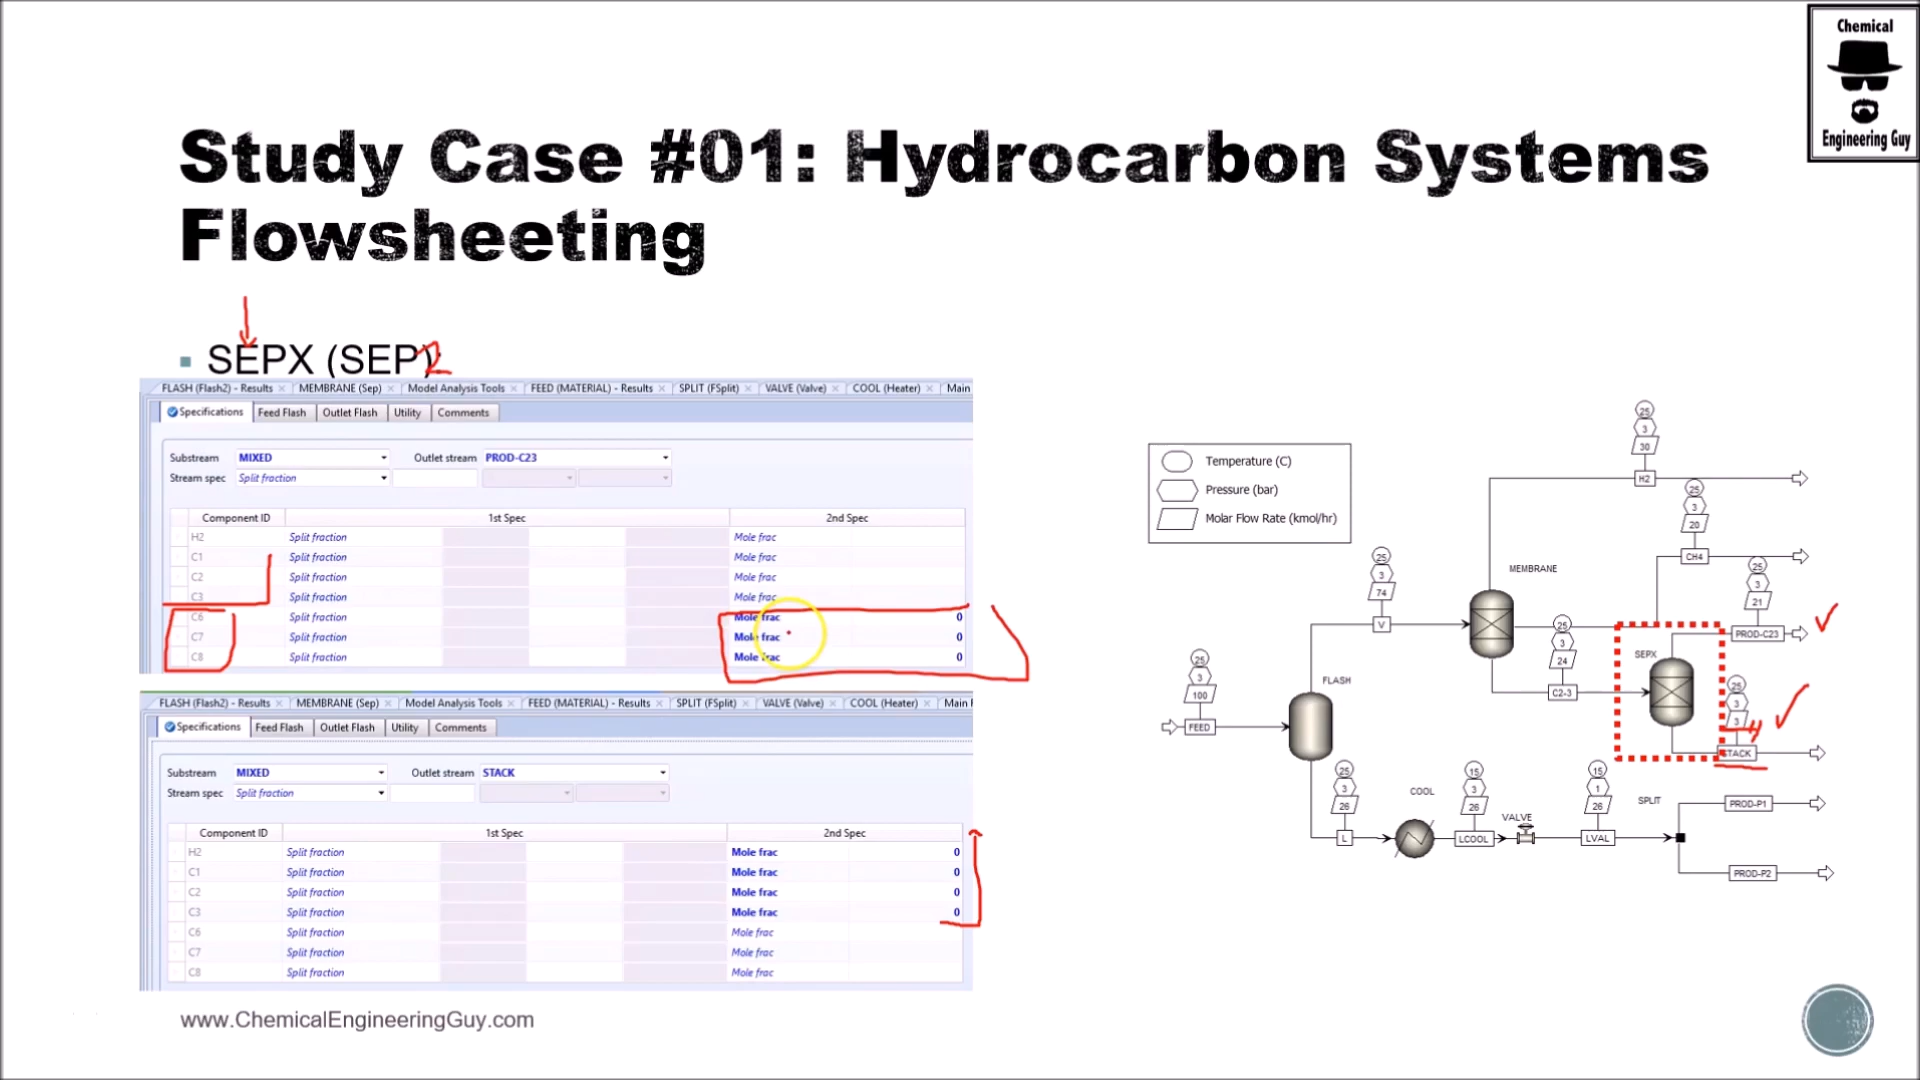 Chemical
Engineering Guy
Study Case #01: Hydrocarbon Systems
Flowsheeting
SEPX (SEP)2
FLASH (Flash2) - Results × MEMBRANE (Sep) × Model Analysis Tools × FEED (MATERIAL) - Results × SPLIT (FSplit) × VALVE (Valve) × COOL (Heater) × Main
Specifications Feed Flash Outlet Flash Utility Comments
Substream MIXED Outlet stream PROD-C23
Stream spec Split fraction
Component ID 1st Spec 2nd Spec
H2 Split fraction Mole frac
C1 Split fraction Mole frac
C2 Split fraction Mole frac
C3 Split fraction Mole frac
C6 Split fraction Mole frac 0
C7 Split fraction Mole frac 0
C8 Split fraction Mole frac 0
FLASH (Flash2) - Results × MEMBRANE (Sep) × Model Analysis Tools × FEED (MATERIAL) - Results × SPLIT (FSplit) × VALVE (Valve) × COOL (Heater) × Main
Specifications Feed Flash Outlet Flash Utility Comments
Substream MIXED Outlet stream STACK
Stream spec Split fraction
Component ID 1st Spec 2nd Spec
H2 Split fraction Mole frac 0
C1 Split fraction Mole frac 0
C2 Split fraction Mole frac 0
C3 Split fraction Mole frac 0
C6 Split fraction Mole frac
C7 Split fraction Mole frac
C8 Split fraction Mole frac
Temperature (C)
Pressure (bar)
Molar Flow Rate (kmol/hr)
25
3
30
H2
25
3
20
CH4
25
3
21
PROD-C23
25
3
74
V
MEMBRANE
25
3
24
C2-3
SEPX
25
3
3
STACK
25
3
100
FEED
FLASH
25
3
26
L
COOL
15
3
26
LCOOL
VALVE
15
1
26
LVAL
SPLIT
PROD-P1
PROD-P2
www.ChemicalEngineeringGuy.com